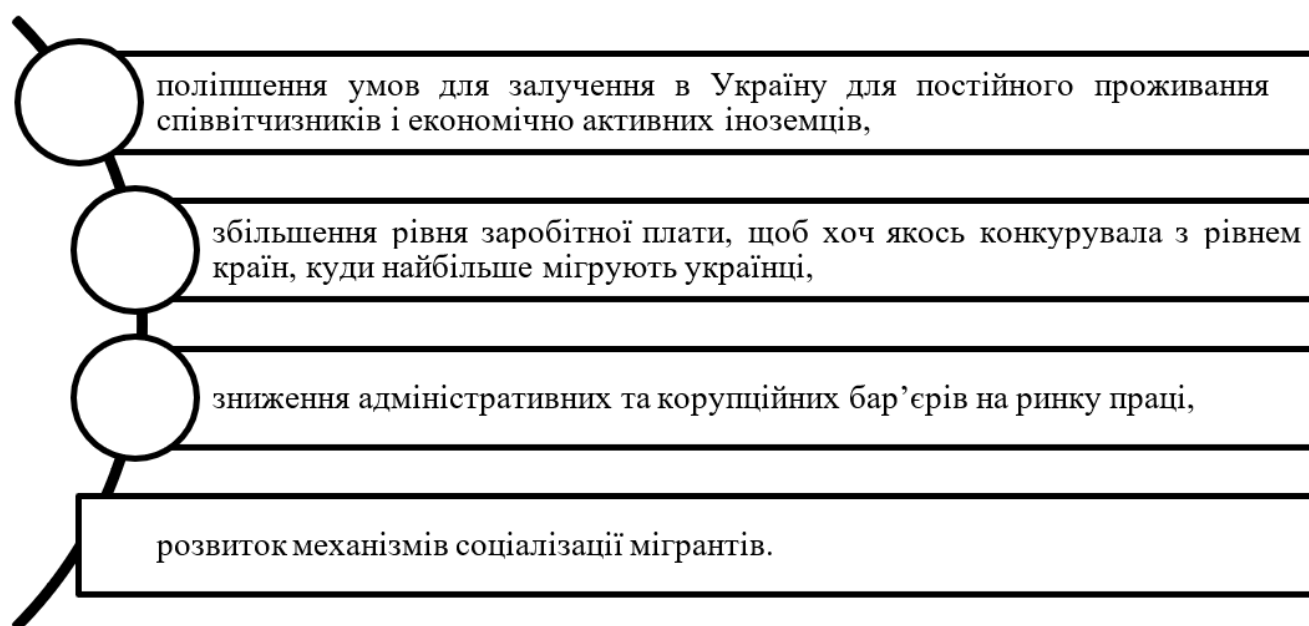 поліпшення умов для залучення в Україну для постійного проживання
співвітчизників і економічно активних іноземців,
збільшення рівня заробітної плати, щоб хоч якось конкурувала з рівнем
країн, куди найбільше мігрують українці,
зниження адміністративних та корупційних бар’єрів на ринку праці,
розвиток механізмів соціалізації мігрантів.